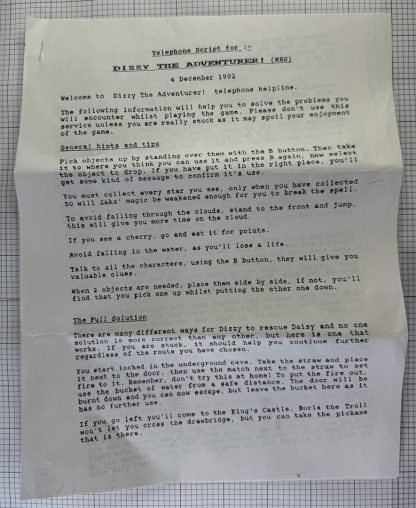 Telephone Script for :-
DIZZY THE ADVENTURER! (NES)
4 December 1992
Welcome to Dizzy The Adventurer! telephone helpline.
The following information will help you to solve the problems you
will encounter whilst playing the game. Please don't use this
service unless you are really stuck as it may spoil your enjoyment
of the game.
General hints and tips
Pick objects up by standing over them with the B button. Then take
it to where you think you can use it and press B again, now select
the object to drop. If you have put it in the right place, you'll
get some kind of message to confirm it's use.
You must collect every star you see, only when you have collected
50 will Zaks' magic be weakened enough for you to break the spell.
To avoid falling through the clouds, stand to the front and jump,
this will give you more time on the cloud.
If you see a cherry, go and eat it for points.
Avoid falling in the water, as you'll lose a life.
Talk to all the characters, using the B button, they will give you
valuable clues.
When 2 objects are needed, place them side by side, if not, you'll
find that you pick one up whilst putting the other one down.
The Full Solution
There are many different ways for Dizzy to rescue Daisy and no one
solution is more correct than any other, but here is one that
works. If you are stuck, it should help you continue further
regardless of the route you have chosen.
You start locked in the underground cave. Take the straw and place
it next to the door, then use the match next to the straw to set
fire to it. Remember, don't try this at home! To put the fire out,
use the bucket of water from a safe distance. The door will be
burnt down and you can now escape, but leave the bucket here as it
has no further use.
If you go left you'll come to the King's Castle, Boris the Troll
won't let you cross the drawbridge, but you can take the pickaxe
that is there.